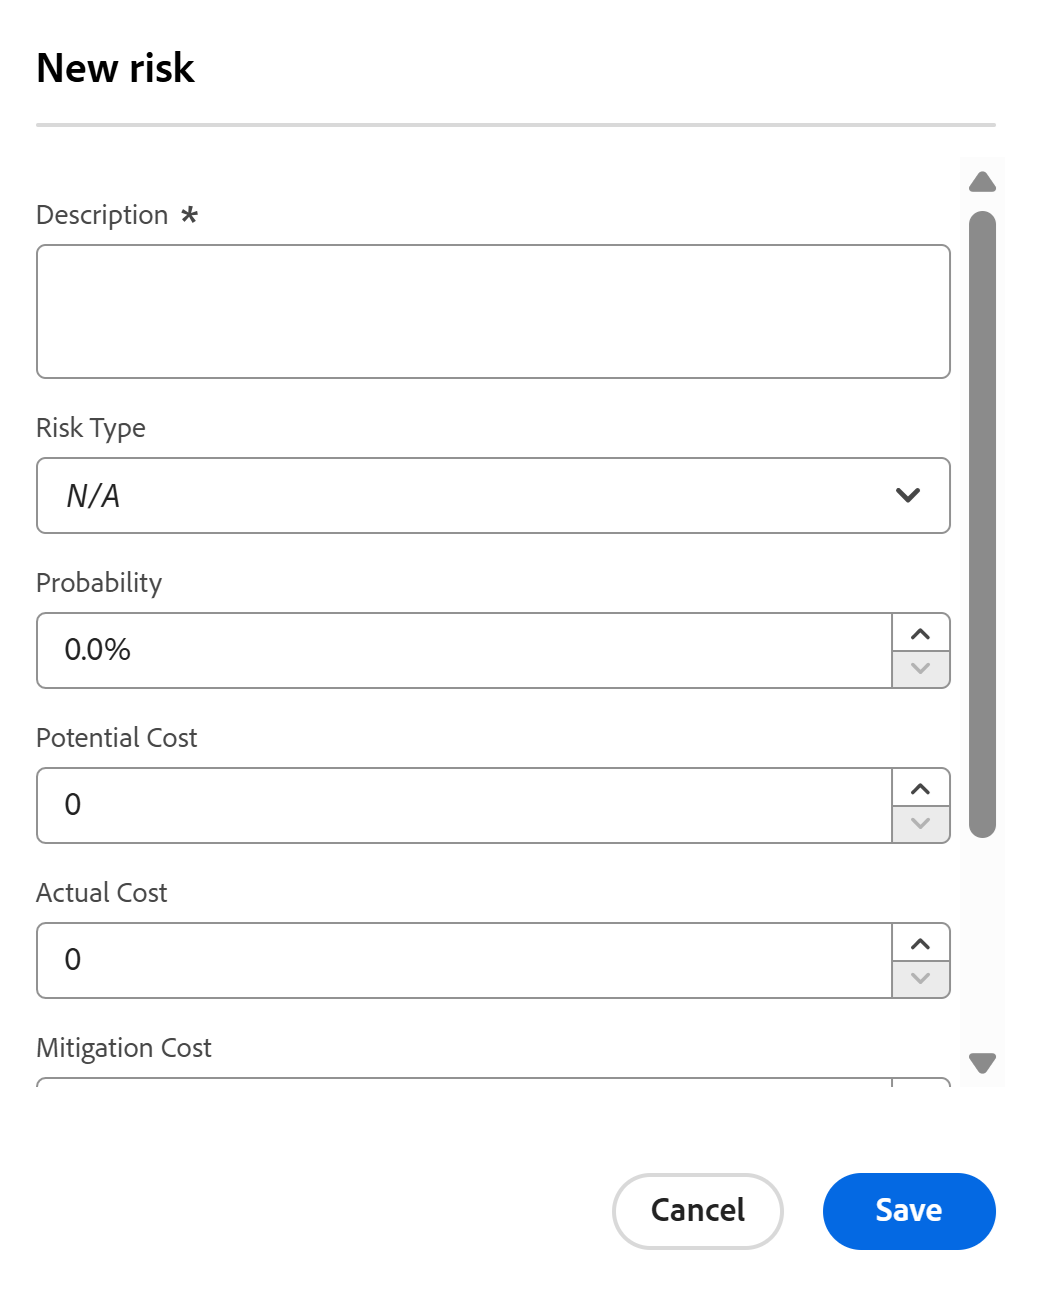 New risk
Description *
Risk Type
N/A
Probability
0.0%
Potential Cost
0
Actual Cost
0
Mitigation Cost
Cancel
Save